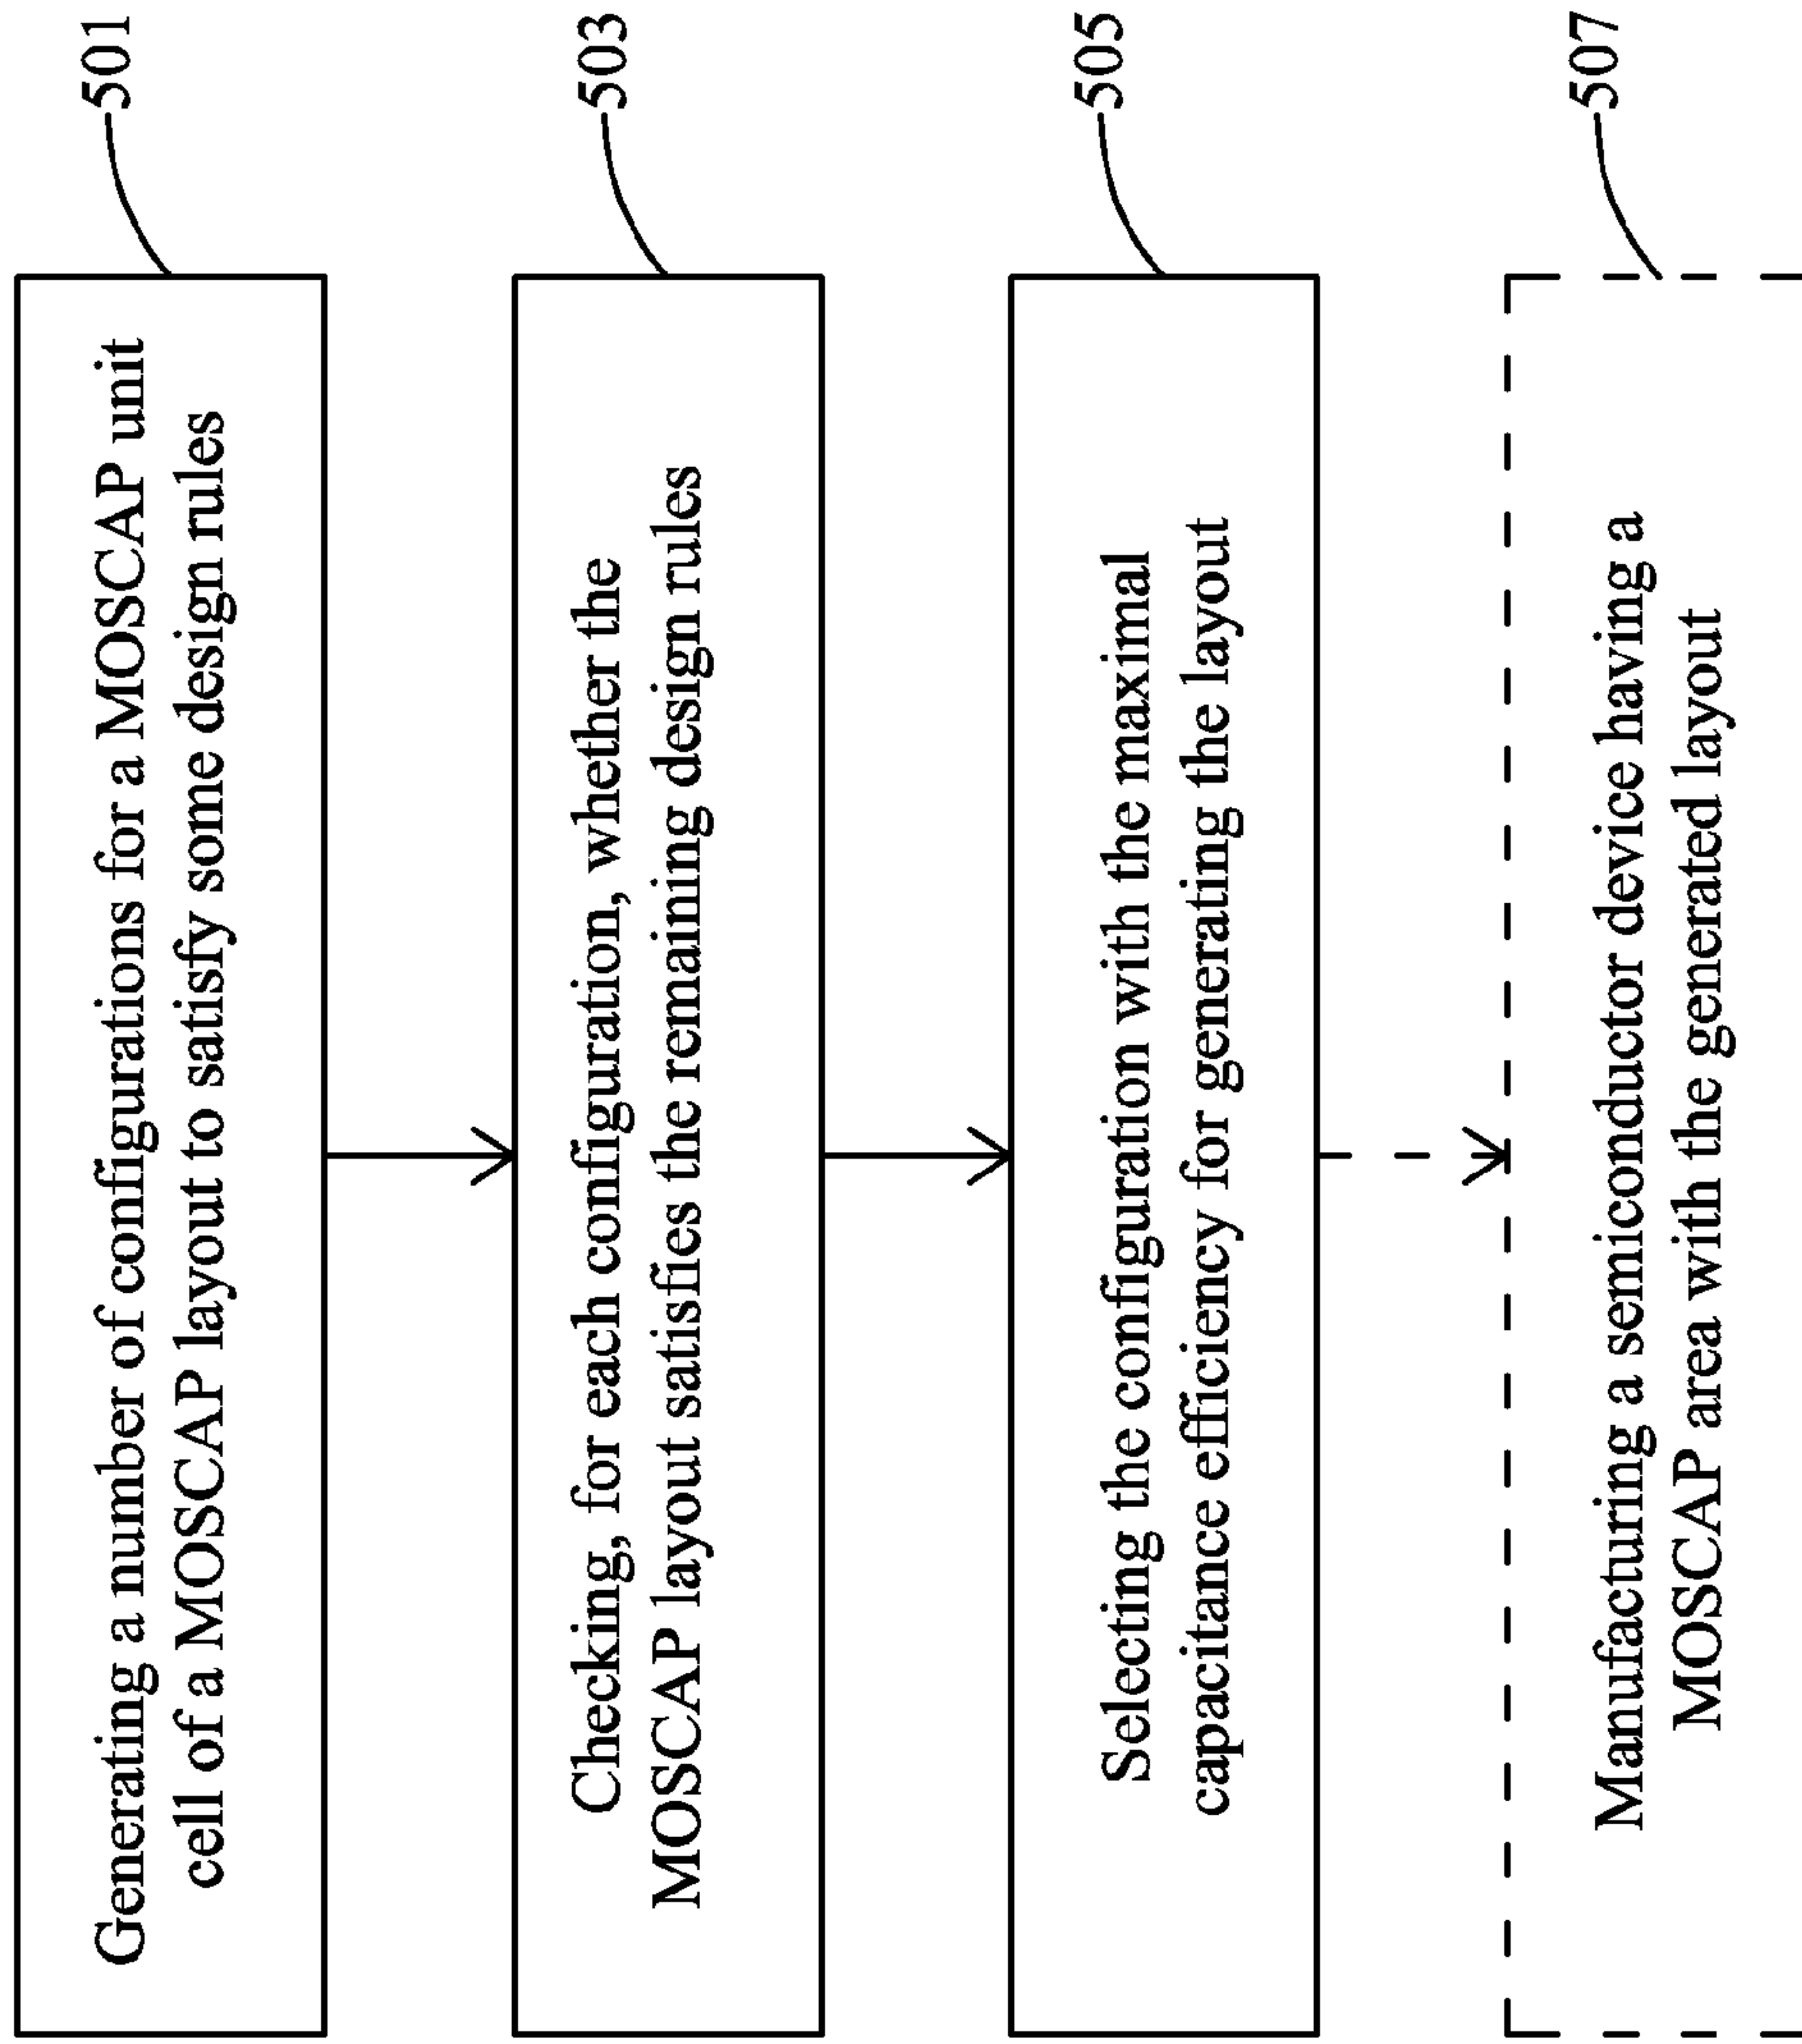 Generating a number of configurations for a MOSCAP unit
cell of a MOSCAP layout to satisfy some design rules
501
Checking, for each configuration, whether the
MOSCAP layout satisfies the remaining design rules
503
Selecting the configuration with the maximal
capacitance efficiency for generating the layout
505
Manufacturing a semiconductor device having a
MOSCAP area with the generated layout
507